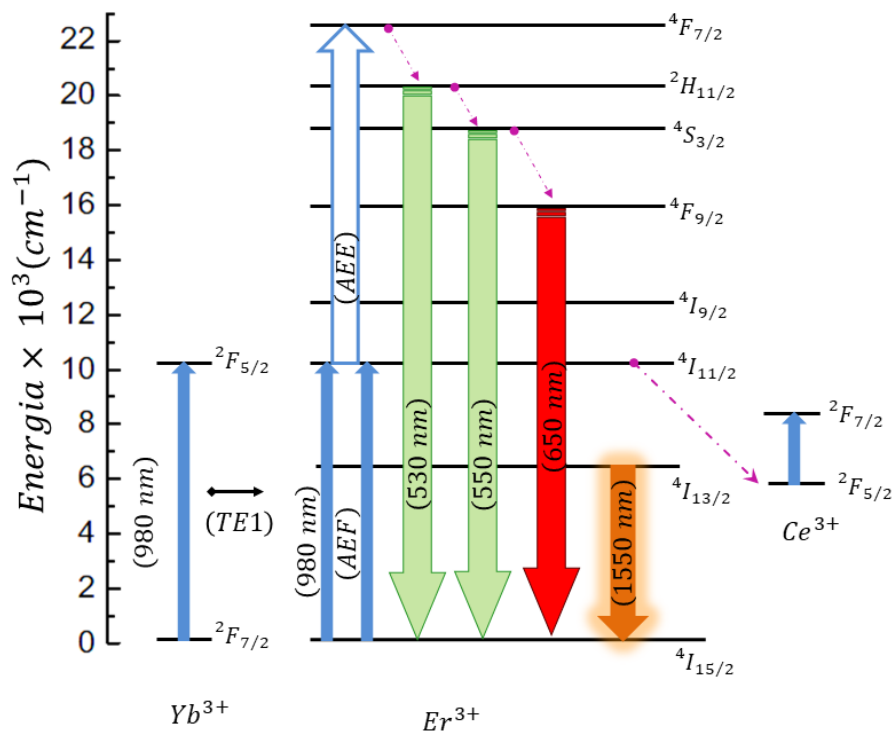 Energia × 10³(cm⁻¹)
22
20
18
16
14
12
10
8
6
4
2
0
⁴F₇/₂
²H₁₁/₂
⁴S₃/₂
⁴F₉/₂
⁴I₉/₂
⁴I₁₁/₂
⁴I₁₃/₂
⁴I₁₅/₂
²F₅/₂
²F₇/₂
(980 nm)
(TE1)
(980 nm)
(AEF)
(AEE)
(530 nm)
(550 nm)
(650 nm)
(1550 nm)
²F₇/₂
²F₅/₂
Ce³⁺
Yb³⁺
Er³⁺